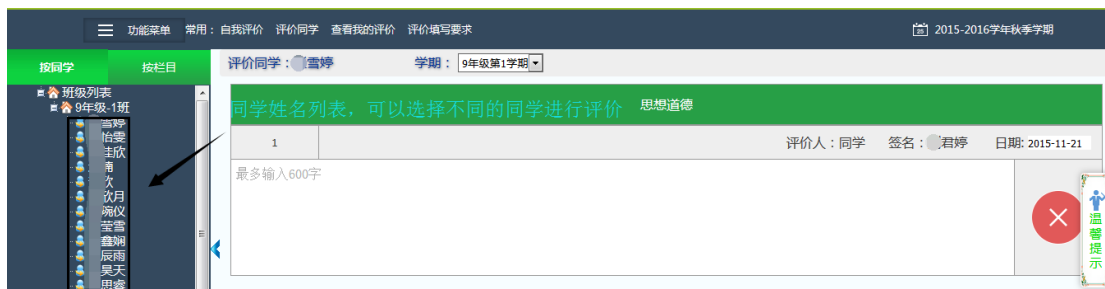 功能菜单 常用： 自我评价 评价同学 查看我的评价 评价填写要求 2015-2016学年秋季学期
按同学 按栏目 评价同学： 雪婷 学期： 9年级第1学期
班级列表
9年级-1班
雪婷
怡雯
佳欣
南
欢
欣月
婉仪
莹雪
鑫娴
辰雨
昊天
思睿
同学姓名列表，可以选择不同的同学进行评价 思想道德
1 评价人：同学 签名： 君婷 日期: 2015-11-21
最多输入600字
温馨提示